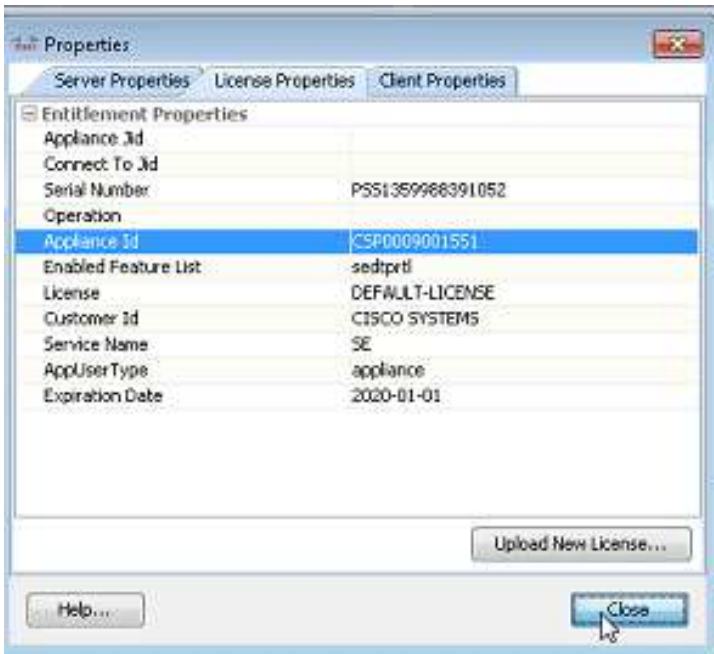 Properties
Server Properties License Properties Client Properties
Entitlement Properties
Appliance Jid
Connect To Jid
Serial Number PSS1359988391052
Operation
Appliance Id CSP0009001551
Enabled Feature List sedtprtl
License DEFAULT-LICENSE
Customer Id CISCO SYSTEMS
Service Name SE
AppUserType appliance
Expiration Date 2020-01-01
Upload New License...
Help... Close